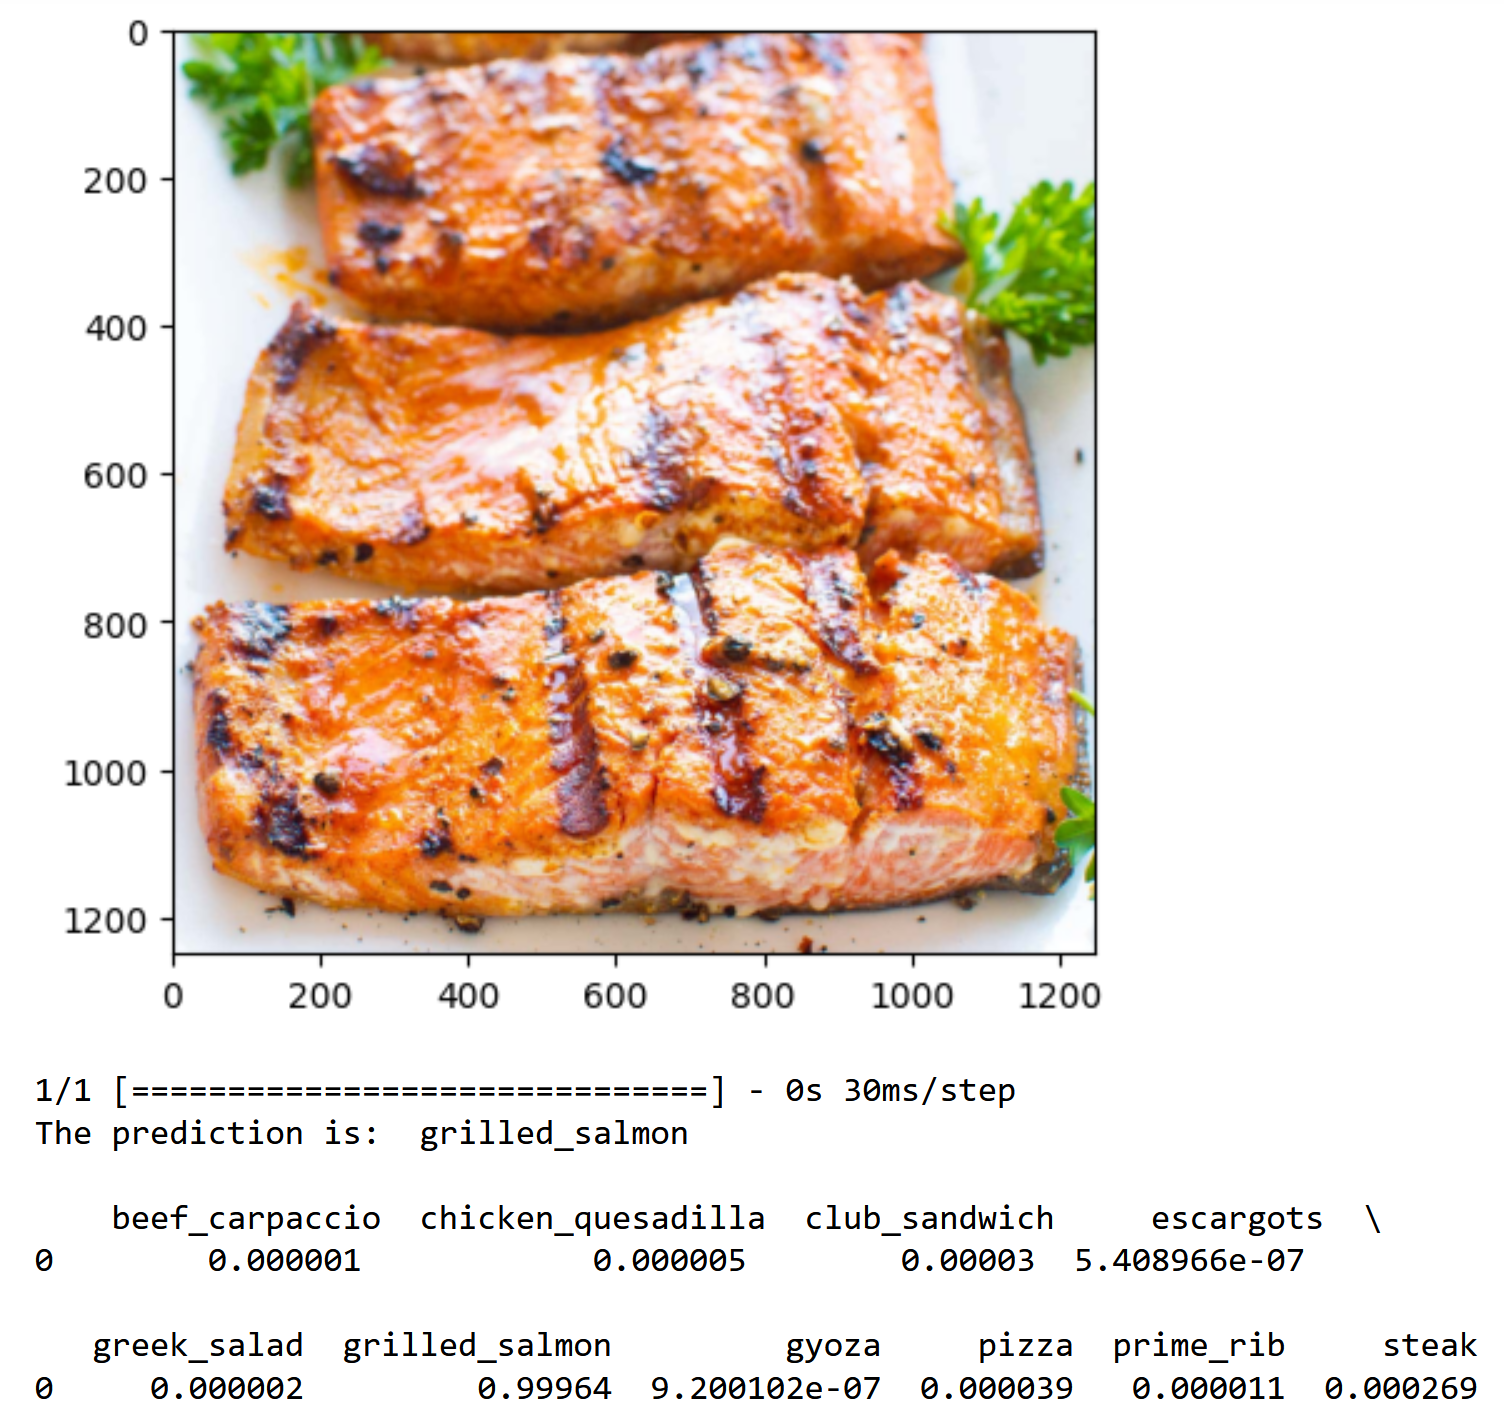 0
200
400
600
800
1000
1200
0 200 400 600 800 1000 1200
1/1 [==============================] - 0s 30ms/step
The prediction is:  grilled_salmon
beef_carpaccio  chicken_quesadilla  club_sandwich     escargots  \
0        0.000001            0.000005        0.00003  5.408966e-07
greek_salad  grilled_salmon         gyoza     pizza  prime_rib     steak
0     0.000002         0.99964  9.200102e-07  0.000039   0.000011  0.000269